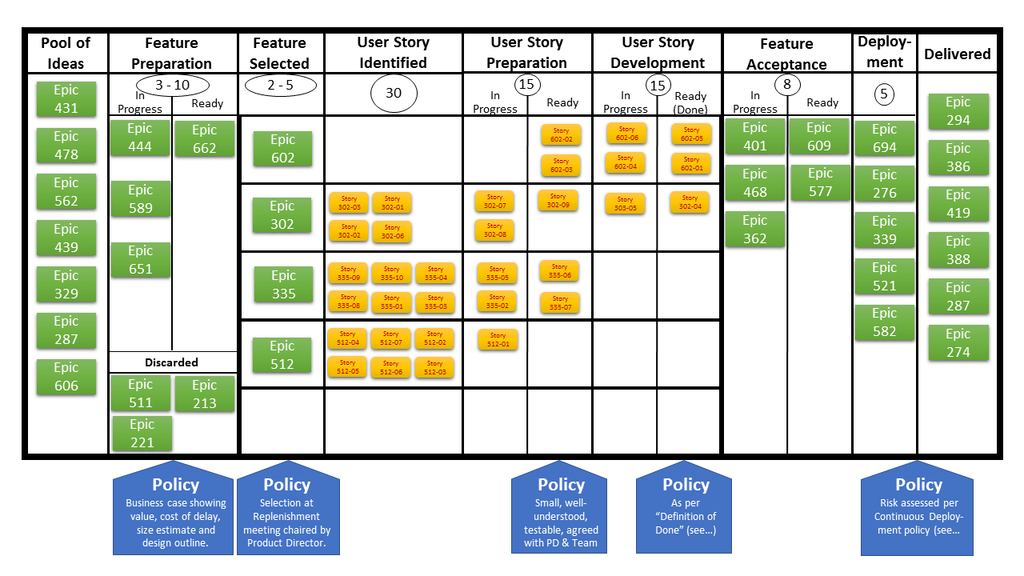 Pool of
Ideas
Feature
Preparation
Feature
Selected
User Story
Identified
User Story
Preparation
User Story
Development
Feature
Acceptance
Deploy-
ment
Delivered
3 - 10
2 - 5
30
15
15
8
5
In
Progress
Ready
In
Progress
Ready
In
Progress
Ready
(Done)
In
Progress
Ready
Epic
431
Epic
478
Epic
562
Epic
439
Epic
329
Epic
287
Epic
606
Epic
444
Epic
662
Epic
589
Epic
651
Discarded
Epic
511
Epic
213
Epic
221
Epic
602
Story
602-02
Story
602-03
Story
602-06
Story
602-05
Story
602-04
Story
602-01
Epic
302
Story
302-03
Story
302-01
Story
302-02
Story
302-06
Story
302-07
Story
302-08
Story
302-09
Story
303-05
Story
302-04
Epic
335
Story
335-09
Story
335-10
Story
335-04
Story
335-08
Story
335-01
Story
335-03
Story
335-05
Story
335-02
Story
335-06
Story
335-07
Epic
512
Story
512-04
Story
512-07
Story
512-02
Story
512-05
Story
512-06
Story
512-03
Story
512-01
Epic
401
Epic
609
Epic
468
Epic
577
Epic
362
Epic
694
Epic
276
Epic
339
Epic
521
Epic
582
Epic
294
Epic
386
Epic
419
Epic
388
Epic
287
Epic
274
Policy
Business case showing
value, cost of delay,
size estimate and
design outline.
Policy
Selection at
Replenishment
meeting chaired by
Product Director.
Policy
Small, well-
understood,
testable, agreed
with PD & Team
Policy
As per
“Definition of
Done” (see…)
Policy
Risk assessed per
Continuous Deploy-
ment policy (see…